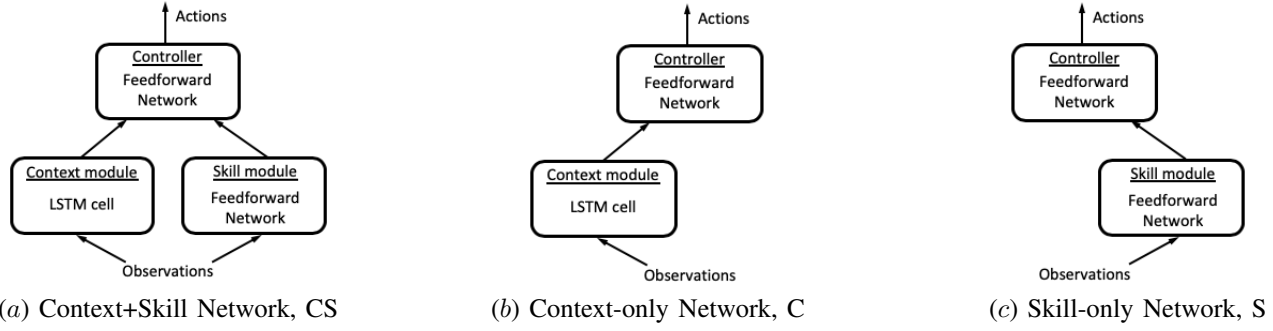 Actions
Controller
Feedforward
Network
Context module
LSTM cell
Skill module
Feedforward
Network
Observations
(a) Context+Skill Network, CS
Actions
Controller
Feedforward
Network
Context module
LSTM cell
Observations
(b) Context-only Network, C
Actions
Controller
Feedforward
Network
Skill module
Feedforward
Network
Observations
(c) Skill-only Network, S